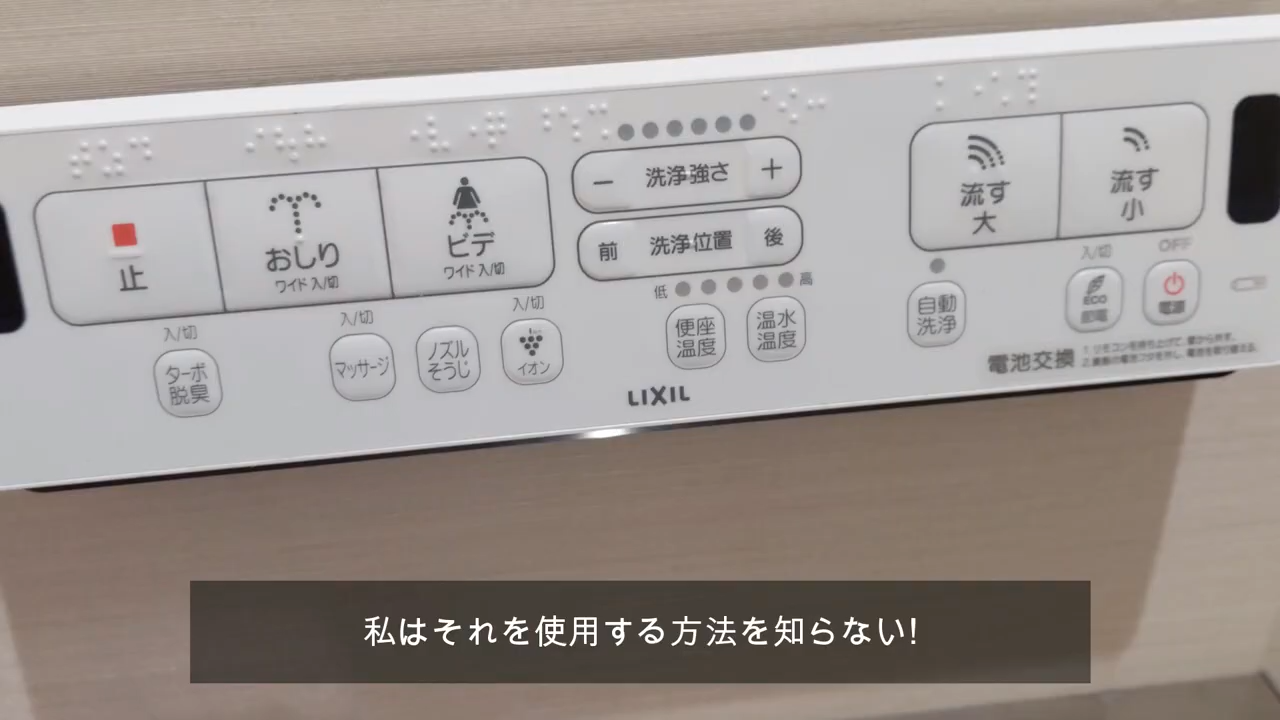 止
おしり
ワイド 入/切
ビデ
ワイド 入/切
− 洗浄強さ +
前 洗浄位置 後
流す
大
流す
小
入/切
ターボ
脱臭
入/切
マッサージ
ノズル
そうじ
入/切
イオン
低
高
便座
温度
温水
温度
自動
洗浄
入/切
ECO
節電
OFF
電源
電池交換
LIXIL
私はそれを使用する方法を知らない!